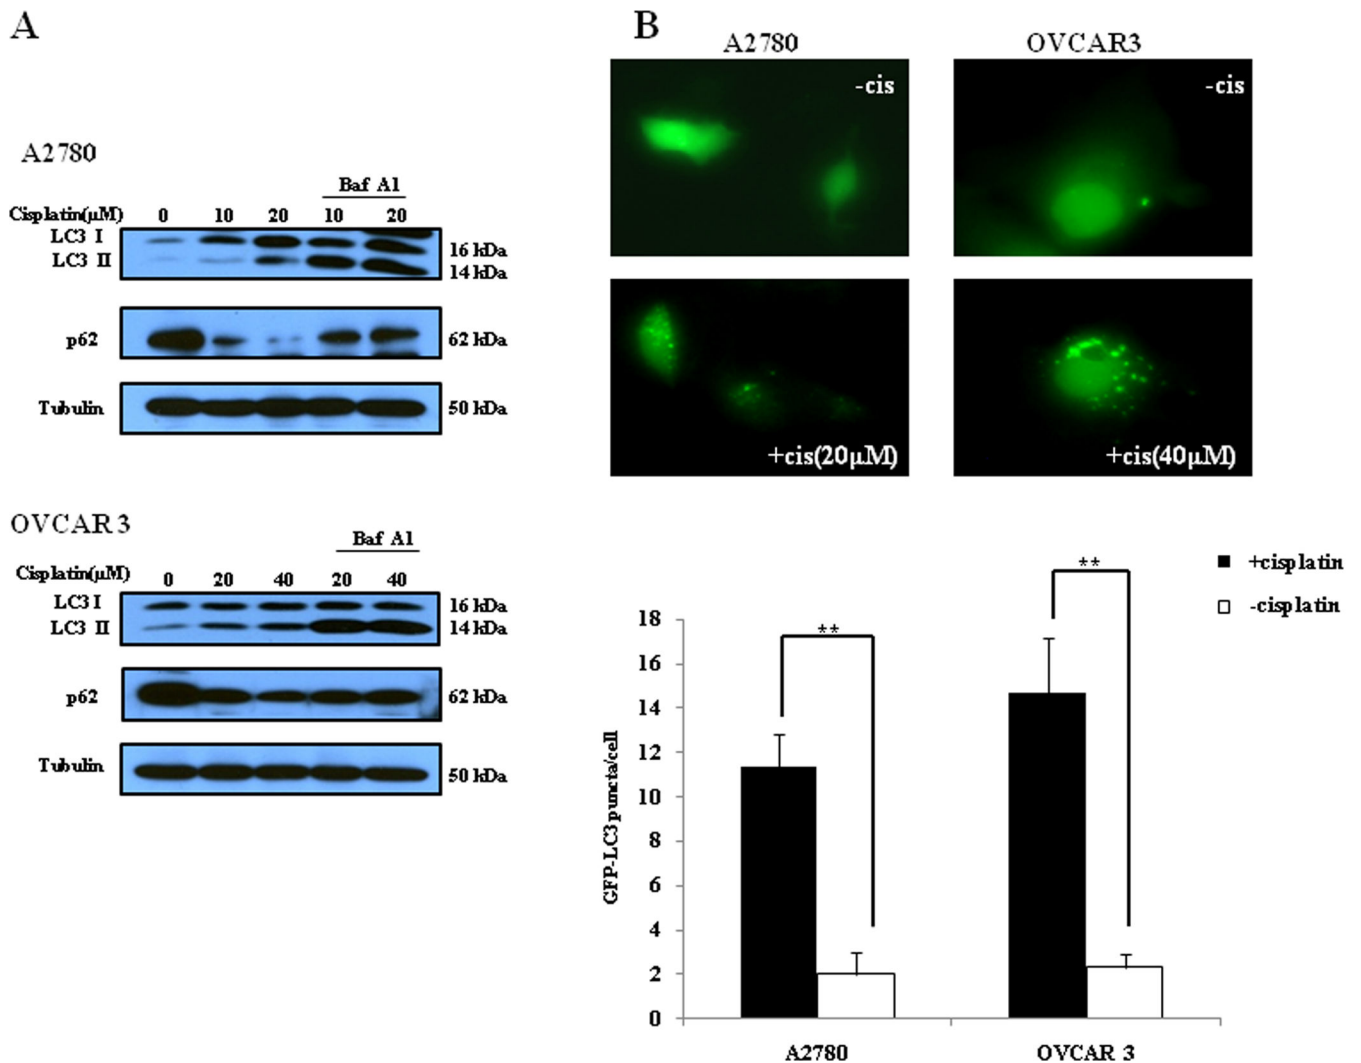 A
A2780
Baf A1
Cisplatin(μM) 0 10 20 10 20
LC3 I
16 kDa
LC3 II
14 kDa
p62 62 kDa
Tubulin 50 kDa
OVCAR3
Baf A1
Cisplatin(μM) 0 20 40 20 40
LC3 I 16 kDa
LC3 II 14 kDa
p62 62 kDa
Tubulin 50 kDa
B
A2780 OVCAR3
-cis -cis
+cis(20μM) +cis(40μM)
+cisplatin
-cisplatin
** **
GFP-LC3 puncta/cell
18
16
14
12
10
8
6
4
2
0
A2780 OVCAR 3